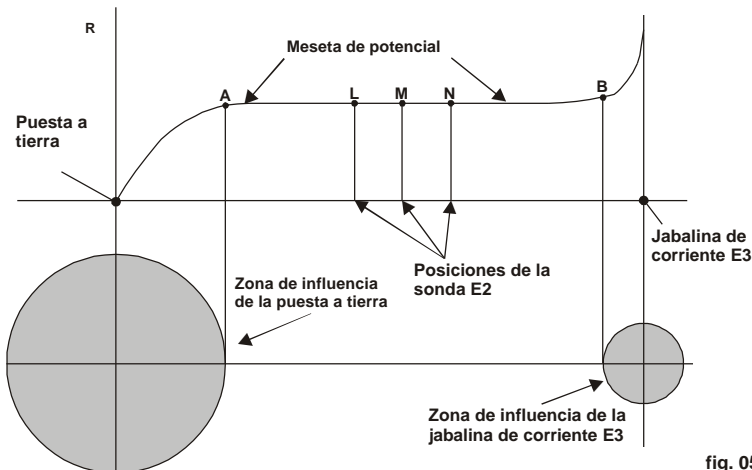 R
Meseta de potencial
A
L
M
N
B
Puesta a
tierra
Jabalina de
corriente E3
Posiciones de la
sonda E2
Zona de influencia
de la puesta a tierra
Zona de influencia de la
jabalina de corriente E3
fig. 05